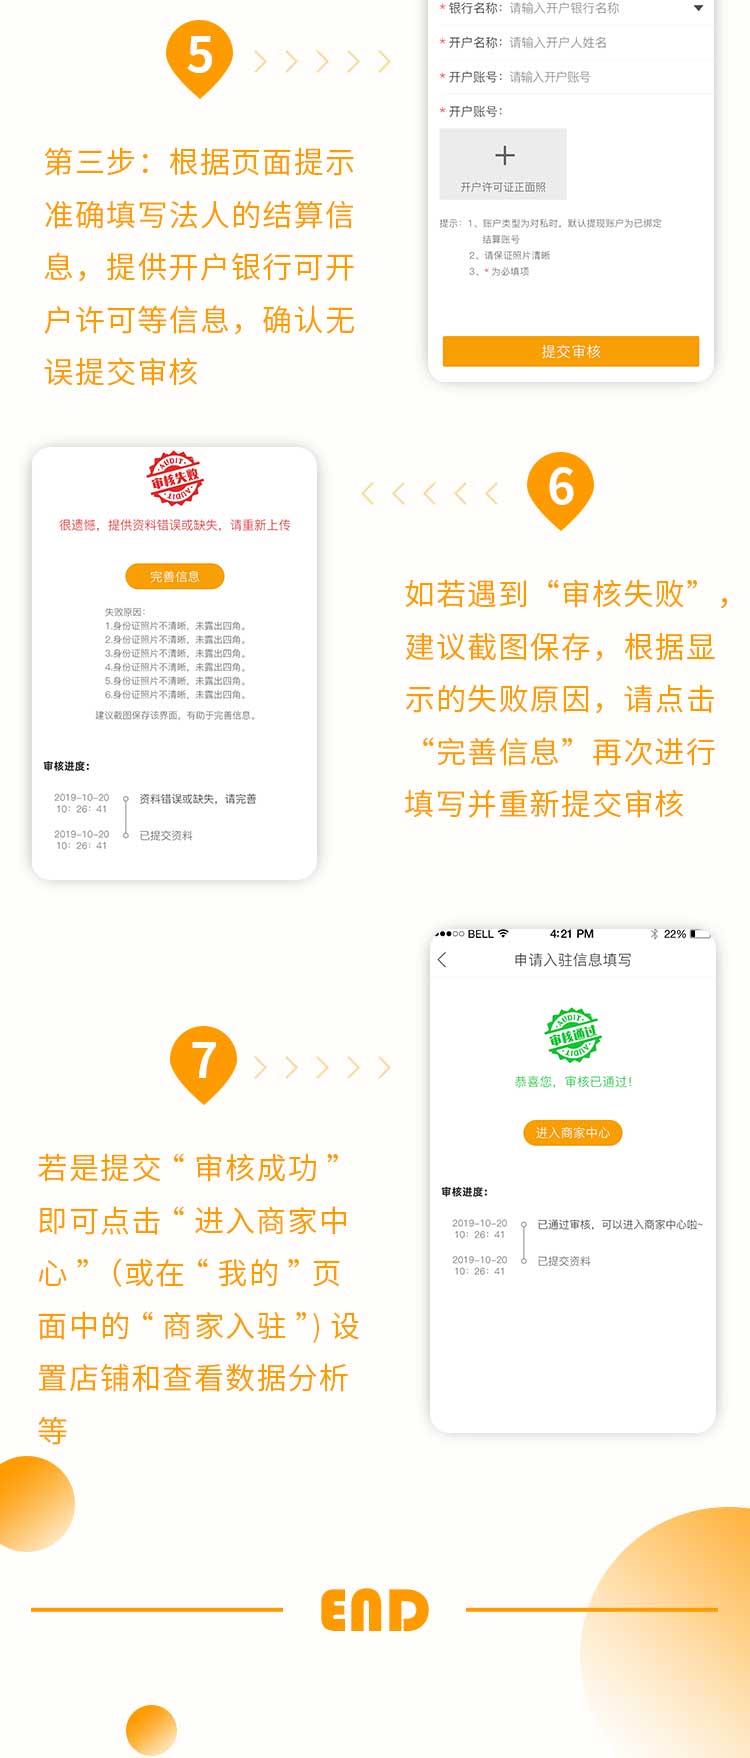 5
第三步：根据页面提示
准确填写法人的结算信
息，提供开户银行可开
户许可等信息，确认无
误提交审核
* 银行名称： 请输入开户银行名称
* 开户名称： 请输入开户人姓名
* 开户账号： 请输入开户账号
* 开户账号：
开户许可证正面照
提示：1、账户类型为对私时，默认提现账户为已绑定
结算账号
2、请保证照片清晰
3、* 为必填项
提交审核
AUDIT
审核失败
AUDIT
很遗憾，提供资料错误或缺失，请重新上传
完善信息
失败原因：
1.身份证照片不清晰，未露出四角。
2.身份证照片不清晰，未露出四角。
3.身份证照片不清晰，未露出四角。
4.身份证照片不清晰，未露出四角。
5.身份证照片不清晰，未露出四角。
6.身份证照片不清晰，未露出四角。
建议截图保存该界面，有助于完善信息。
审核进度：
2019-10-20
10：26：41
资料错误或缺失，请完善
2019-10-20
10：26：41
已提交资料
6
如若遇到“审核失败”，
建议截图保存，根据显
示的失败原因，请点击
“完善信息”再次进行
填写并重新提交审核
7
若是提交“审核成功”
即可点击“进入商家中
心”（或在“我的”页
面中的“商家入驻”) 设
置店铺和查看数据分析
等
BELL 4:21 PM 22%
申请入驻信息填写
AUDIT
审核通过
AUDIT
恭喜您，审核已通过！
进入商家中心
审核进度：
2019-10-20
10：26：41
已通过审核，可以进入商家中心啦~
2019-10-20
10：26：41
已提交资料
END